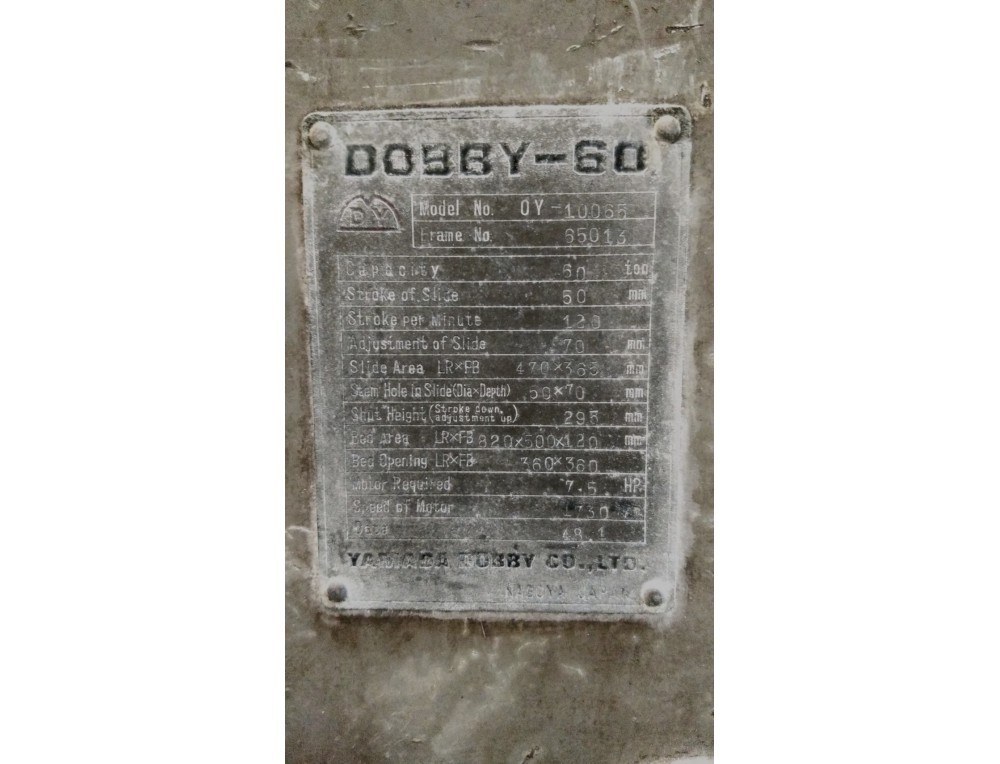 DOBBY-60
DY
Model No. OY-10065
Frame No. 65013
Capacity 60 ton
Stroke of Slide 50 mm
Stroke per Minute 120
Adjustment of Slide 70 mm
Slide Area LR×FB 470×368 mm
Stem Hole In Slide(Dia×Depth) 50×70 mm
Shut Height (Stroke down, adjustment up) 295 mm
Bed Area LR×FB 820×500×120 mm
Bed Opening LR×FB 360×360
Motor Required 7.5 HP.
Speed of Motor
48.1
YAMADA DOBBY CO.,LTD.
NAGOYA JAPAN